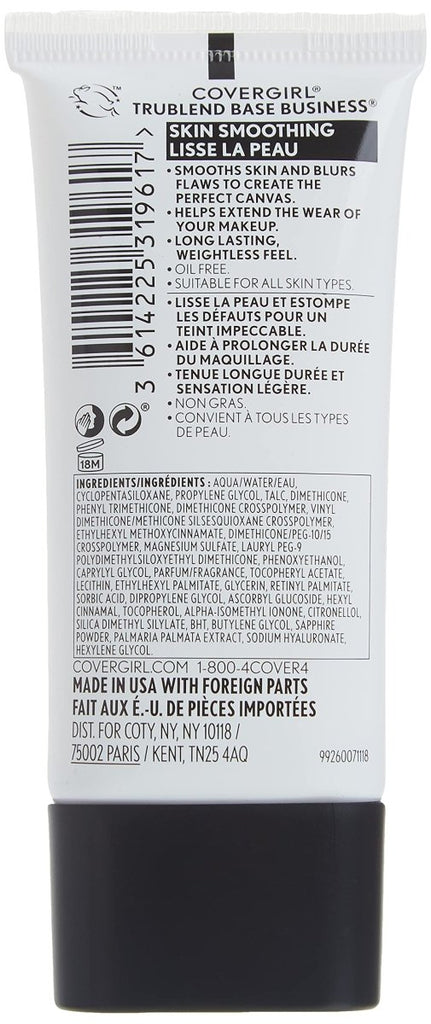 COVERGIRL®
TRUBLEND BASE BUSINESS®
SKIN SMOOTHING
LISSE LA PEAU
• SMOOTHS SKIN AND BLURS
FLAWS TO CREATE THE
PERFECT CANVAS.
• HELPS EXTEND THE WEAR OF
YOUR MAKEUP.
• LONG LASTING,
WEIGHTLESS FEEL.
• OIL FREE.
• SUITABLE FOR ALL SKIN TYPES.
• LISSE LA PEAU ET ESTOMPE
LES DÉFAUTS POUR UN
TEINT IMPECCABLE.
• AIDE À PROLONGER LA DURÉE
DU MAQUILLAGE.
• TENUE LONGUE DURÉE ET
SENSATION LÉGÈRE.
• NON GRAS.
• CONVIENT À TOUS LES TYPES
DE PEAU.
3 614225 319617 >
18M
INGREDIENTS/INGRÉDIENTS: AQUA/WATER/EAU,
CYCLOPENTASILOXANE, PROPYLENE GLYCOL, TALC, DIMETHICONE,
PHENYL TRIMETHICONE, DIMETHICONE CROSSPOLYMER, VINYL
DIMETHICONE/METHICONE SILSESQUIOXANE CROSSPOLYMER,
ETHYLHEXYL METHOXYCINNAMATE, DIMETHICONE/PEG-10/15
CROSSPOLYMER, MAGNESIUM SULFATE, LAURYL PEG-9
POLYDIMETHYLSILOXYETHYL DIMETHICONE, PHENOXYETHANOL,
CAPRYLYL GLYCOL, PARFUM/FRAGRANCE, TOCOPHERYL ACETATE,
LECITHIN, ETHYLHEXYL PALMITATE, GLYCERIN, RETINYL PALMITATE,
SORBIC ACID, DIPROPYLENE GLYCOL, ASCORBYL GLUCOSIDE, HEXYL
CINNAMAL, TOCOPHEROL, ALPHA-ISOMETHYL IONONE, CITRONELLOL,
SILICA DIMETHYL SILYLATE, BHT, BUTYLENE GLYCOL, SAPPHIRE
POWDER, PALMARIA PALMATA EXTRACT, SODIUM HYALURONATE,
HEXYLENE GLYCOL.
COVERGIRL.COM 1-800-4COVER4
MADE IN USA WITH FOREIGN PARTS
FAIT AUX É.-U. DE PIÈCES IMPORTÉES
DIST. FOR COTY, NY, NY 10118 /
75002 PARIS / KENT, TN25 4AQ
99260071118